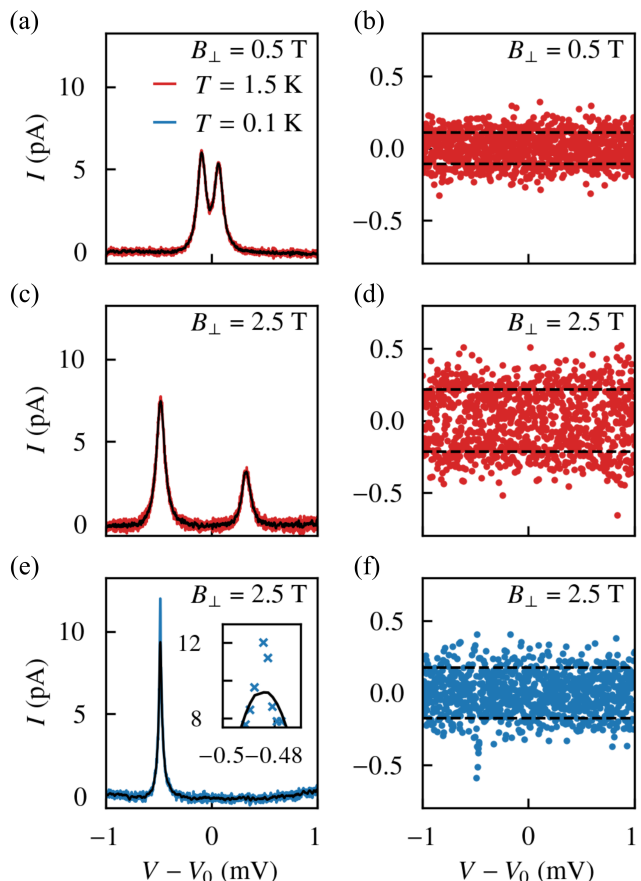 (a)
B⊥ = 0.5 T
T = 1.5 K
T = 0.1 K
10
5
0
I (pA)
(b)
B⊥ = 0.5 T
0.5
0.0
−0.5
(c)
B⊥ = 2.5 T
10
5
0
I (pA)
(d)
B⊥ = 2.5 T
0.5
0.0
−0.5
(e)
B⊥ = 2.5 T
10
5
0
I (pA)
12
8
−0.5 −0.48
−1 0 1
V − V₀ (mV)
(f)
B⊥ = 2.5 T
0.5
0.0
−0.5
−1 0 1
V − V₀ (mV)